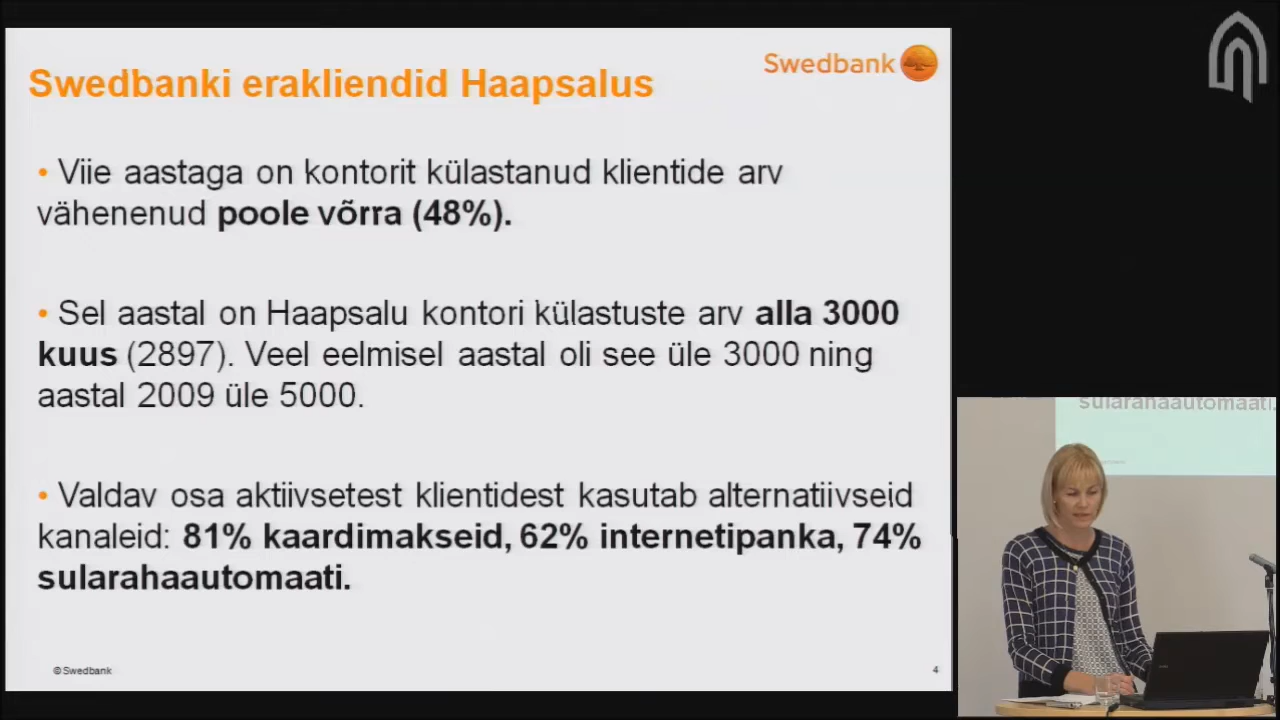 Swedbank
Swedbanki erakliendid Haapsalus
• Viie aastaga on kontorit külastanud klientide arv
vähenenud poole võrra (48%).
• Sel aastal on Haapsalu kontori külastuste arv alla 3000
kuus (2897). Veel eelmisel aastal oli see üle 3000 ning
aastal 2009 üle 5000.
• Valdav osa aktiivsetest klientidest kasutab alternatiivseid
kanaleid: 81% kaardimakseid, 62% internetipanka, 74%
sularahaautomaati.
©Swedbank
4
sularahaautomaati.